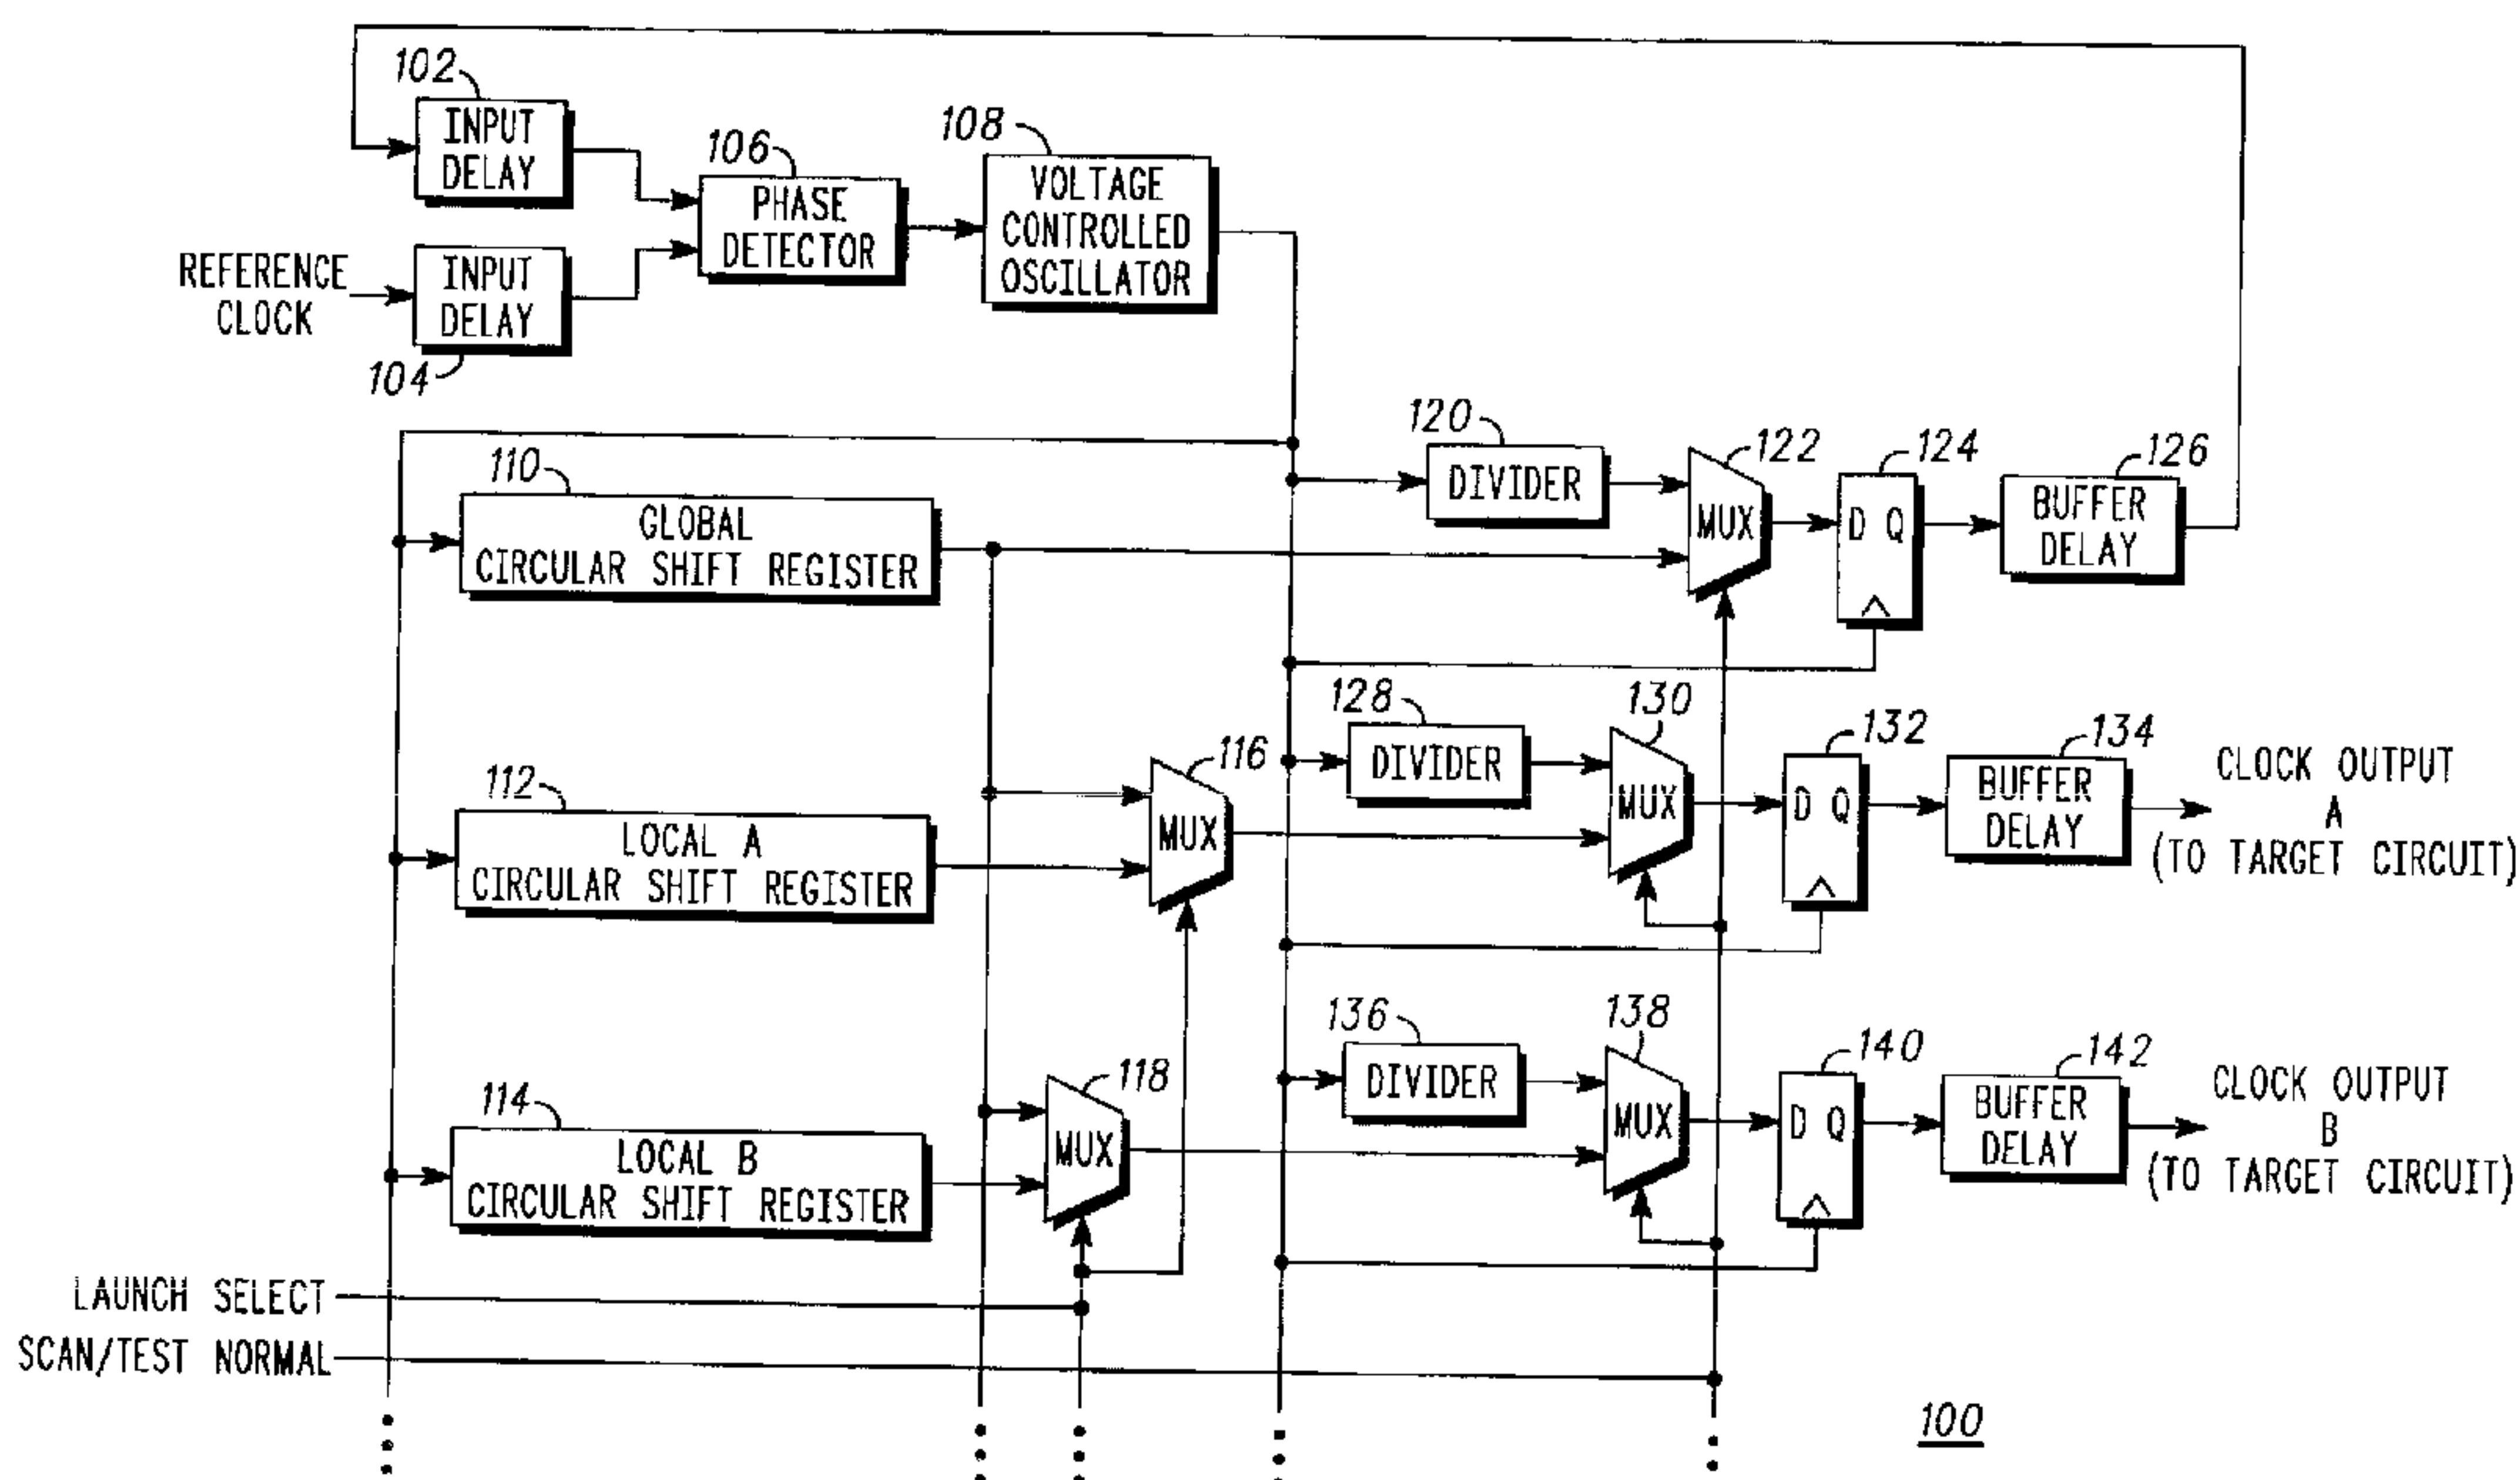 102
INPUT
DELAY
REFERENCE
CLOCK
INPUT
DELAY
104
106
PHASE
DETECTOR
108
VOLTAGE
CONTROLLED
OSCILLATOR
110
GLOBAL
CIRCULAR SHIFT REGISTER
120
DIVIDER
122
MUX
124
D Q
126
BUFFER
DELAY
112
LOCAL A
CIRCULAR SHIFT REGISTER
116
MUX
128
DIVIDER
130
MUX
132
D Q
134
BUFFER
DELAY
CLOCK OUTPUT
A
(TO TARGET CIRCUIT)
114
LOCAL B
CIRCULAR SHIFT REGISTER
118
MUX
136
DIVIDER
138
MUX
140
D Q
142
BUFFER
DELAY
CLOCK OUTPUT
B
(TO TARGET CIRCUIT)
LAUNCH SELECT
SCAN/TEST NORMAL
100